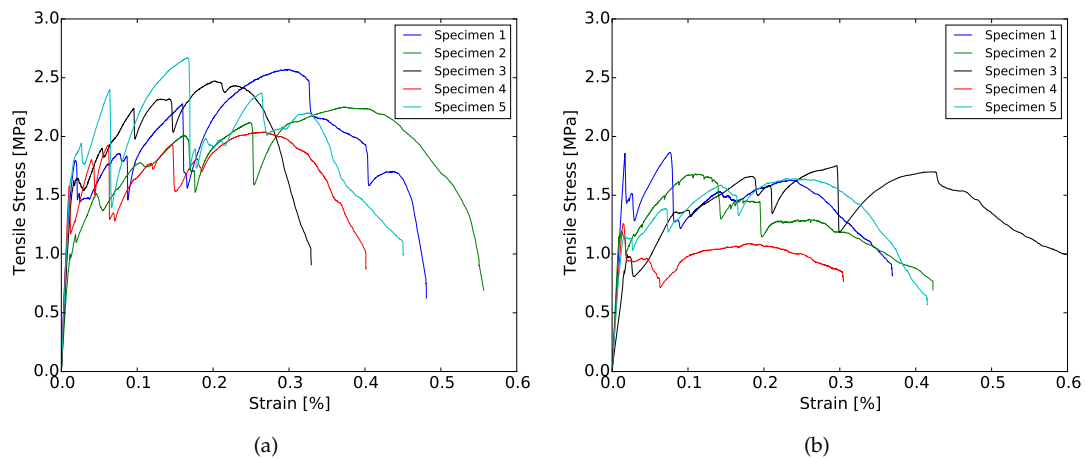 3.0
2.5
2.0
1.5
1.0
0.5
0.0
Tensile Stress [MPa]
0.0 0.1 0.2 0.3 0.4 0.5 0.6
Strain [%]
Specimen 1
Specimen 2
Specimen 3
Specimen 4
Specimen 5
(a)
3.0
2.5
2.0
1.5
1.0
0.5
0.0
Tensile Stress [MPa]
0.0 0.1 0.2 0.3 0.4 0.5 0.6
Strain [%]
Specimen 1
Specimen 2
Specimen 3
Specimen 4
Specimen 5
(b)